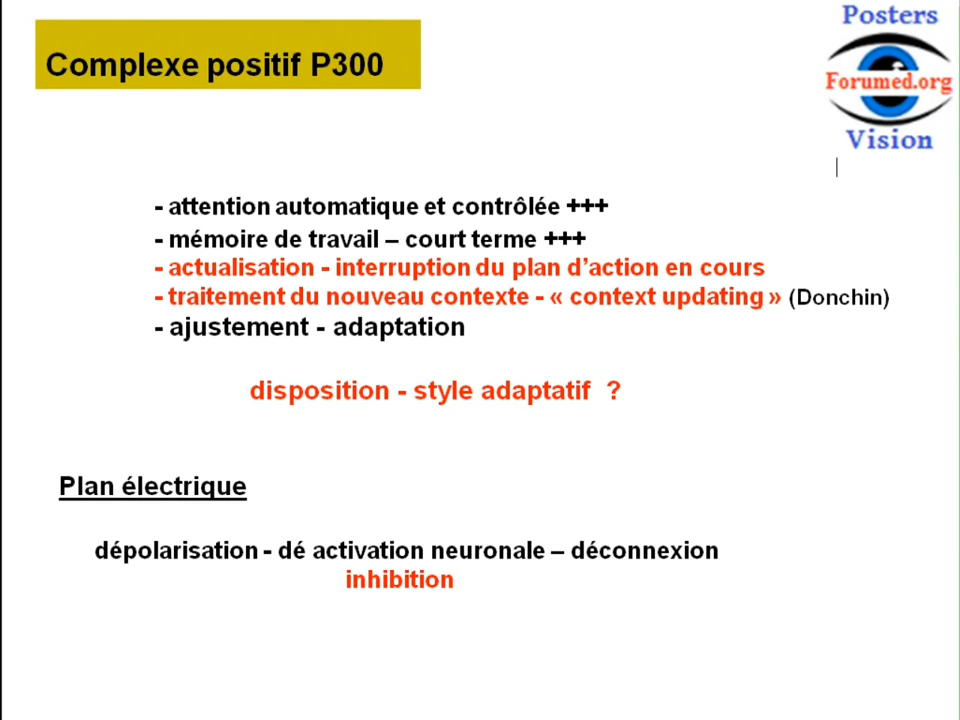 Complexe positif P300
Posters
Forumed.org
Vision
- attention automatique et contrôlée +++
- mémoire de travail – court terme +++
- actualisation - interruption du plan d’action en cours
- traitement du nouveau contexte - « context updating » (Donchin)
- ajustement - adaptation
disposition - style adaptatif ?
Plan électrique
dépolarisation - dé activation neuronale – déconnexion
inhibition